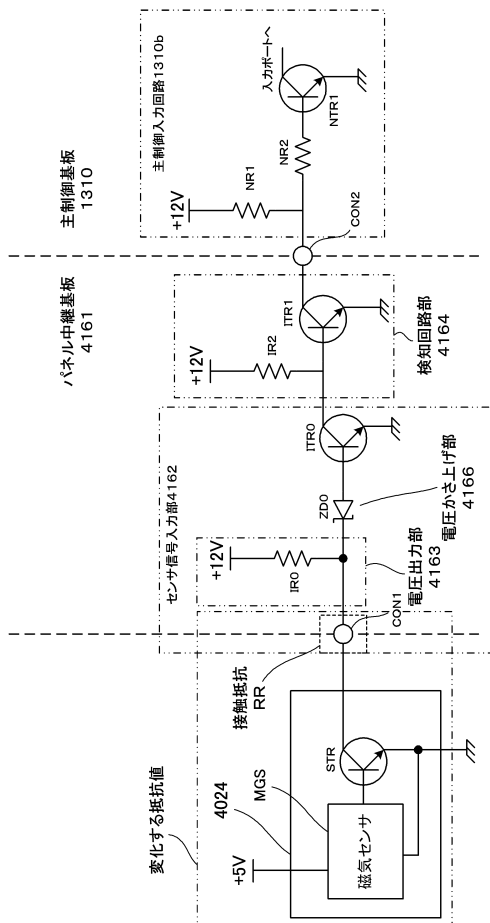 主制御基板
1310
主制御入力回路1310b
入力ポートへ
NTR1
NR2
NR1
+12V
CON2
パネル中継基板
4161
+12V
IR2
ITR1
検知回路部
4164
センサ信号入力部4162
+12V
IR0
ITR0
ZD0
電圧かさ上げ部
4166
電圧出力部
4163
CON1
接触抵抗
RR
変化する抵抗値
4024
MGS
+5V
STR
磁気センサ